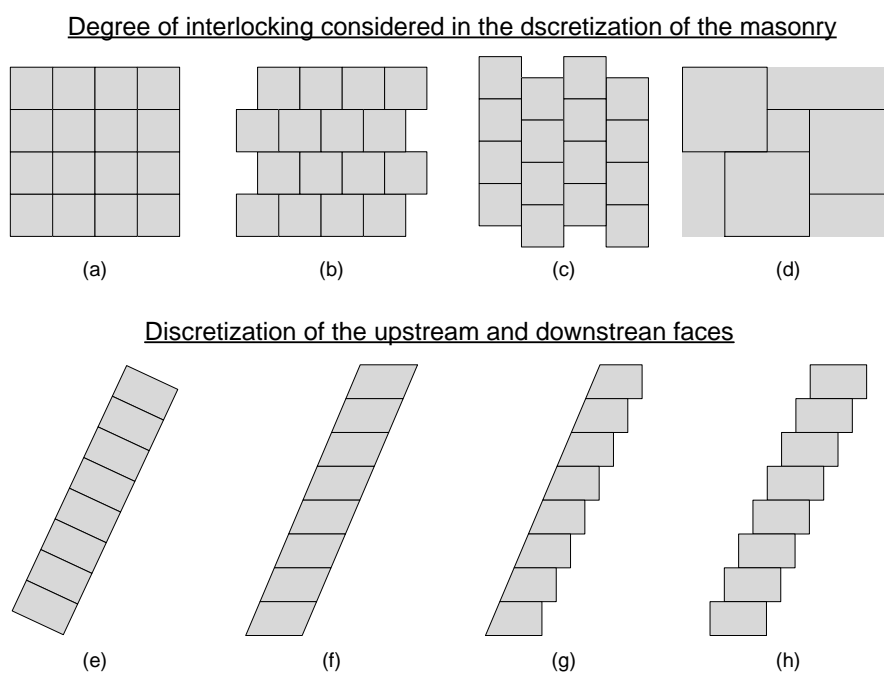 Degree of interlocking considered in the dscretization of the masonry
(a) (b) (c) (d)
Discretization of the upstream and downstrean faces
(e) (f) (g) (h)